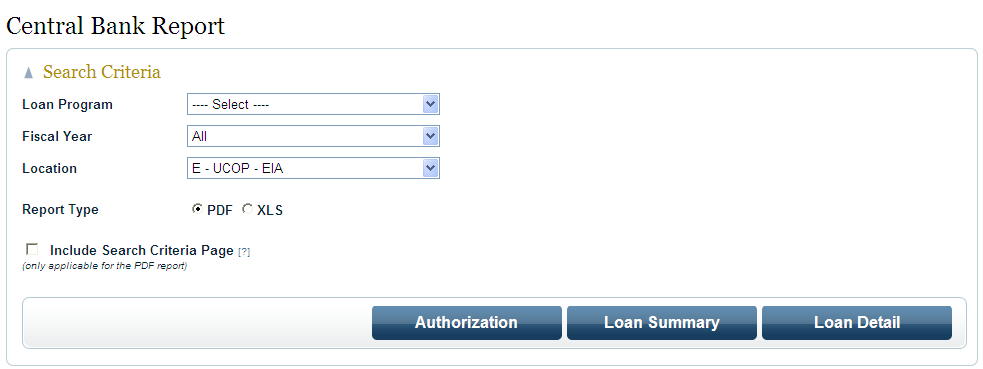 Central Bank Report
Search Criteria
Loan Program ---- Select ----
Fiscal Year All
Location E - UCOP - EIA
Report Type PDF XLS
Include Search Criteria Page [?]
(only applicable for the PDF report)
Authorization Loan Summary Loan Detail